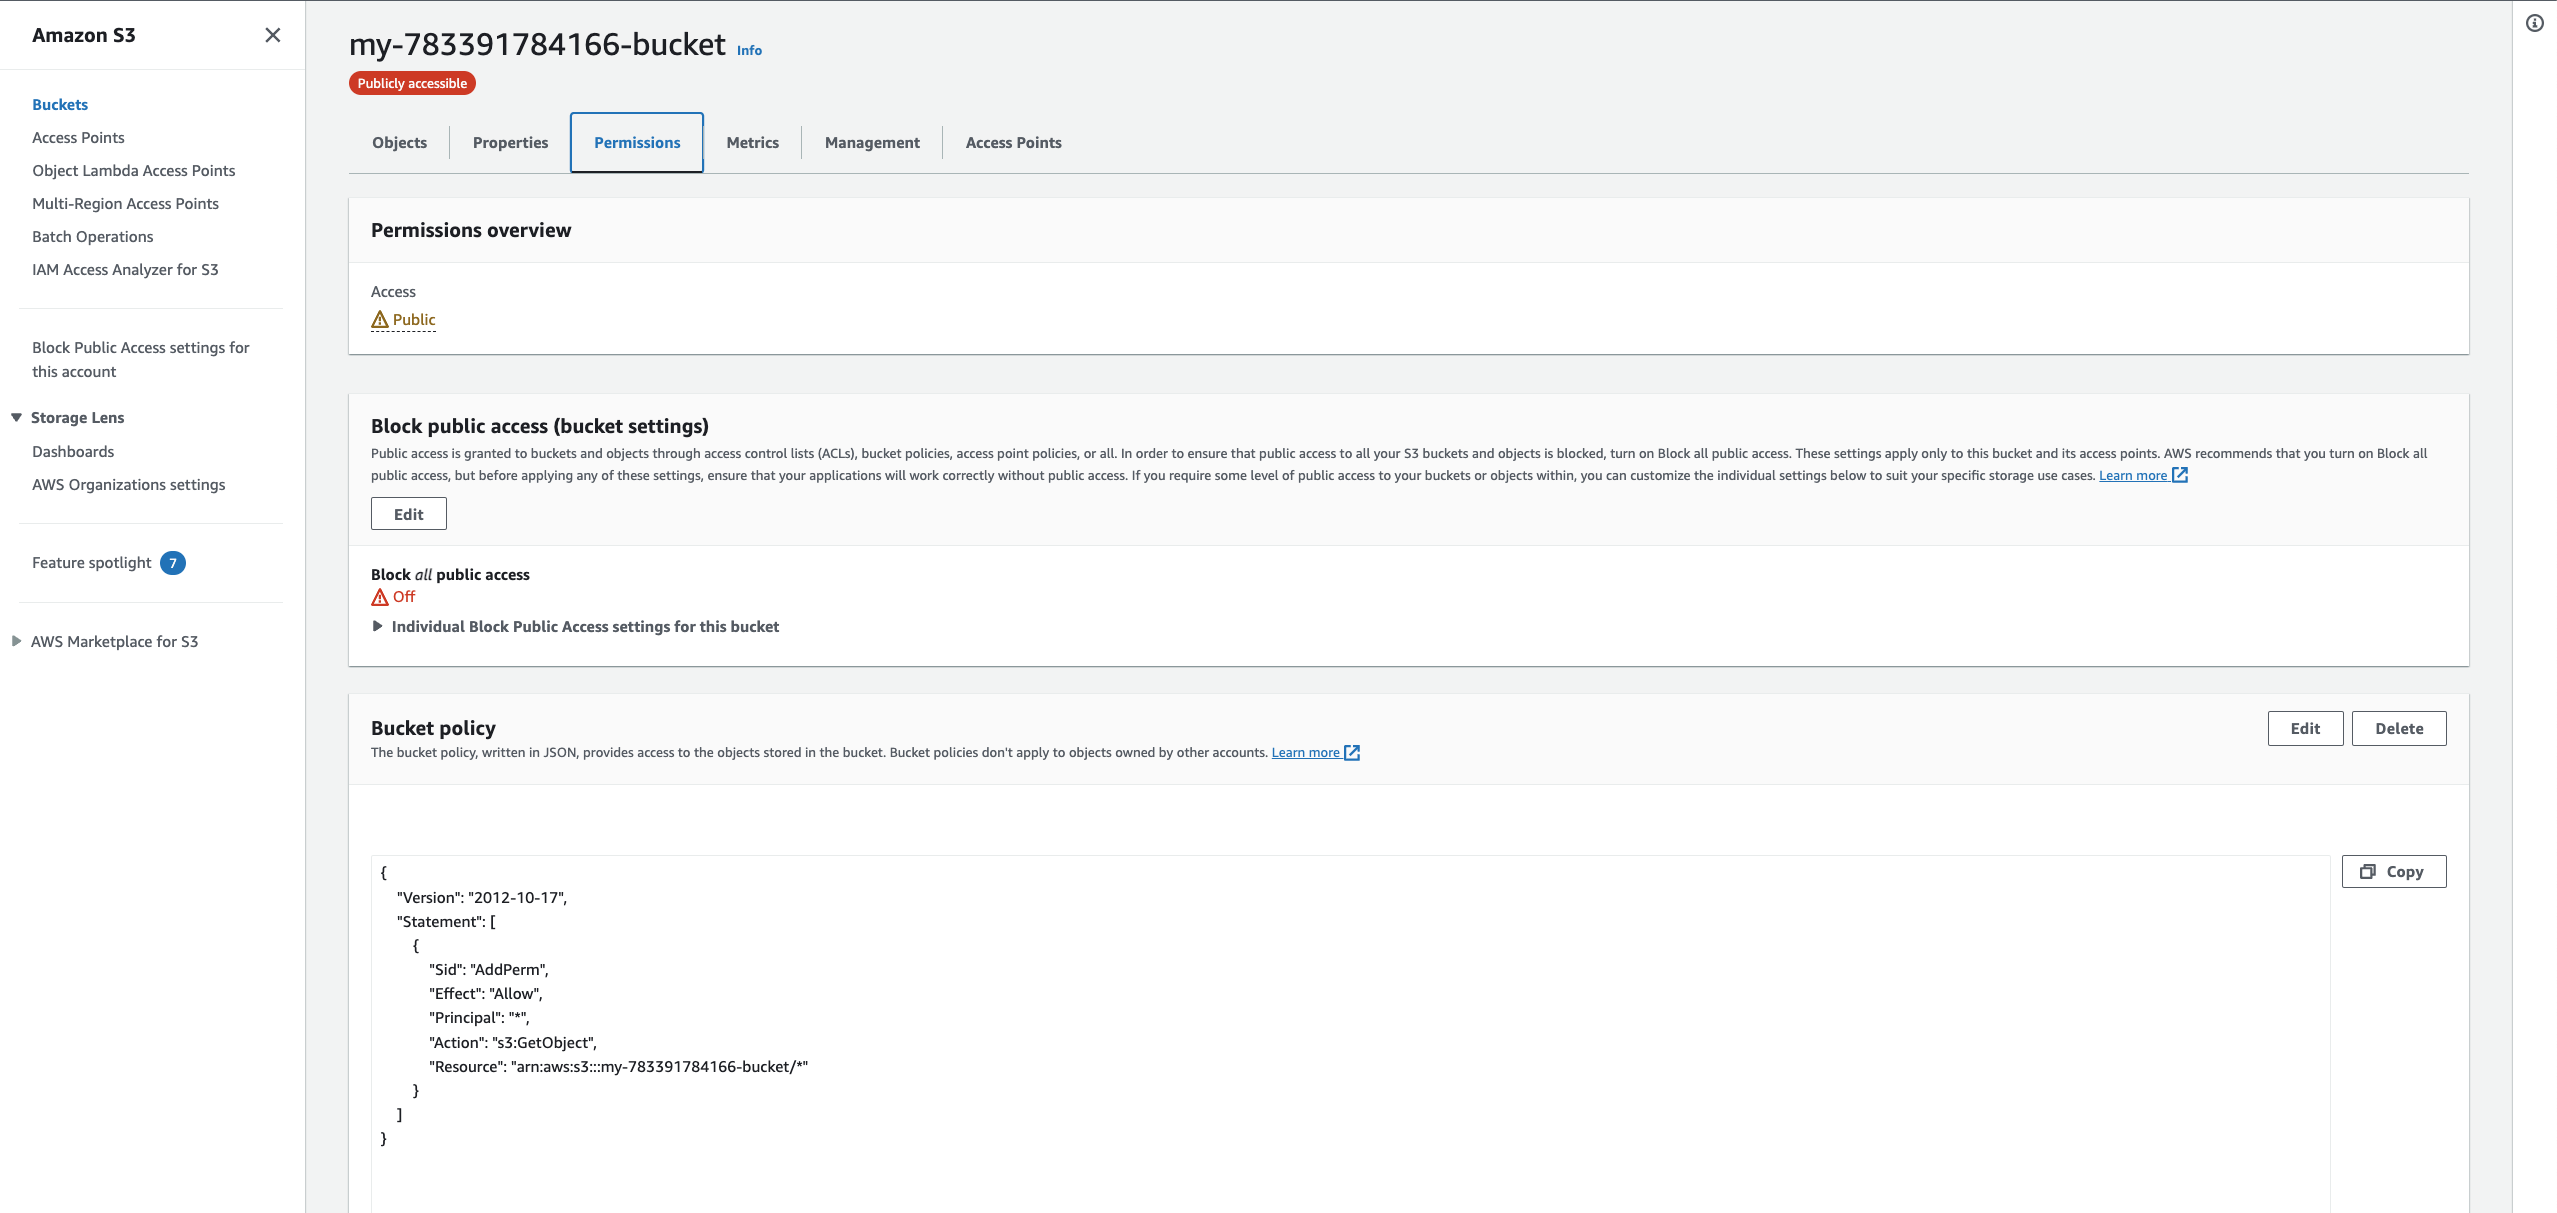 Amazon S3
Buckets
Access Points
Object Lambda Access Points
Multi-Region Access Points
Batch Operations
IAM Access Analyzer for S3
Block Public Access settings for
this account
Storage Lens
Dashboards
AWS Organizations settings
Feature spotlight 7
AWS Marketplace for S3
my-783391784166-bucket Info
Publicly accessible
Objects Properties Permissions Metrics Management Access Points
Permissions overview
Access
Public
Block public access (bucket settings)
Public access is granted to buckets and objects through access control lists (ACLs), bucket policies, access point policies, or all. In order to ensure that public access to all your S3 buckets and objects is blocked, turn on Block all public access. These settings apply only to this bucket and its access points. AWS recommends that you turn on Block all
public access, but before applying any of these settings, ensure that your applications will work correctly without public access. If you require some level of public access to your buckets or objects within, you can customize the individual settings below to suit your specific storage use cases. Learn more
Edit
Block all public access
Off
Individual Block Public Access settings for this bucket
Bucket policy
Edit Delete
The bucket policy, written in JSON, provides access to the objects stored in the bucket. Bucket policies don't apply to objects owned by other accounts. Learn more
Copy
{
"Version": "2012-10-17",
"Statement": [
{
"Sid": "AddPerm",
"Effect": "Allow",
"Principal": "*",
"Action": "s3:GetObject",
"Resource": "arn:aws:s3:::my-783391784166-bucket/*"
}
]
}